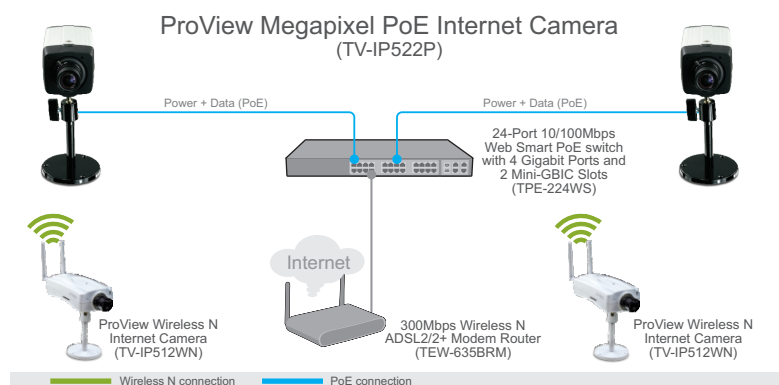 ProView Megapixel PoE Internet Camera
(TV-IP522P)
Power + Data (PoE)
Power + Data (PoE)
24-Port 10/100Mbps
Web Smart PoE switch
with 4 Gigabit Ports and
2 Mini-GBIC Slots
(TPE-224WS)
Internet
ProView Wireless N
Internet Camera
(TV-IP512WN)
300Mbps Wireless N
ADSL2/2+ Modem Router
(TEW-635BRM)
ProView Wireless N
Internet Camera
(TV-IP512WN)
Wireless N connection
PoE connection